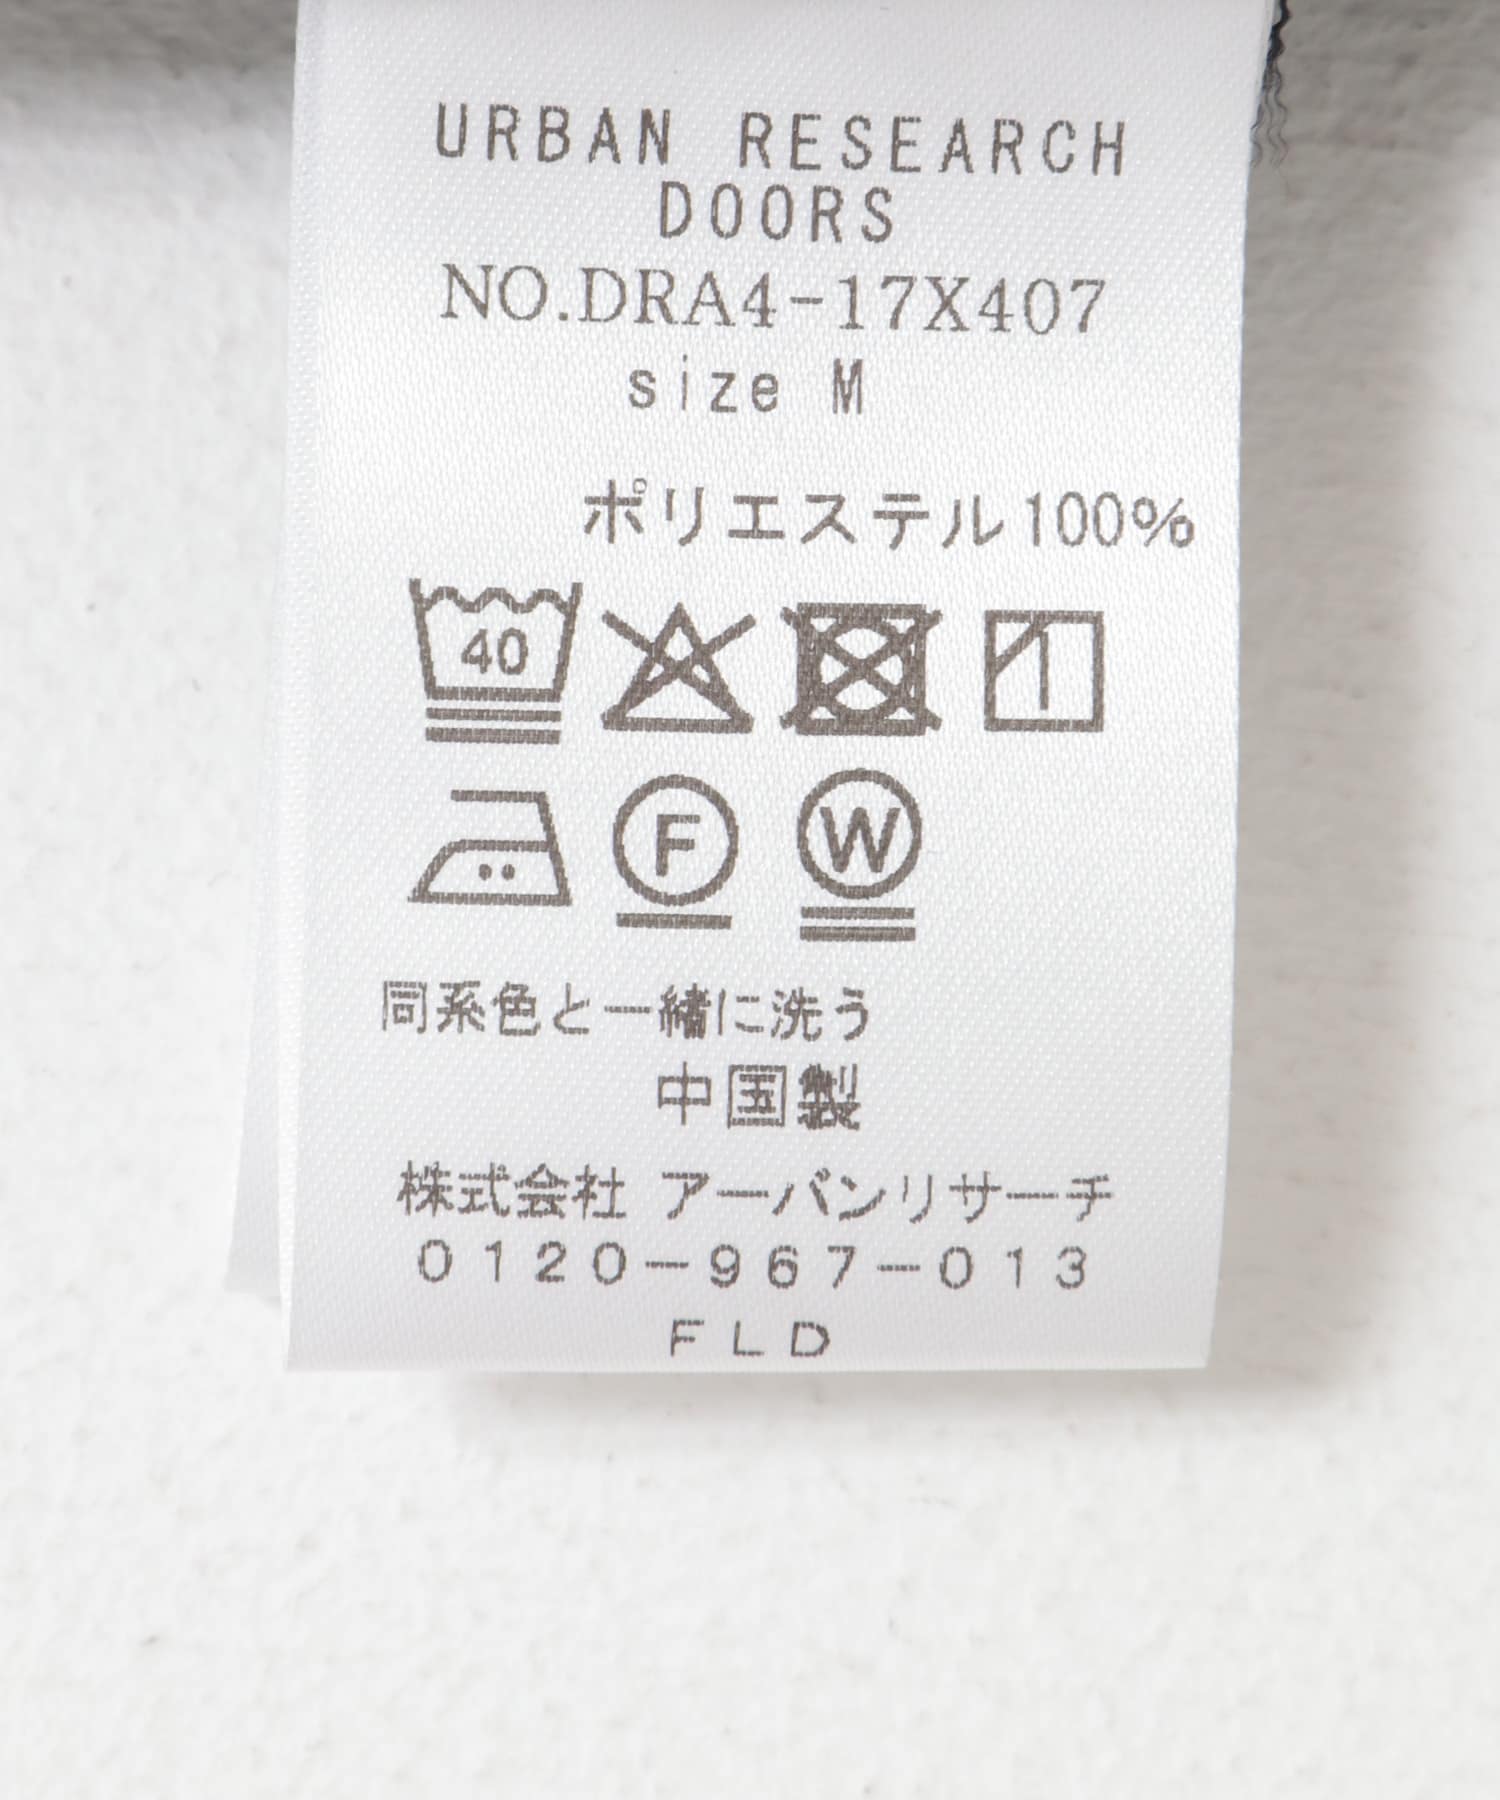 URBAN RESEARCH
DOORS
NO.DRA4-17X407
size M
ポリエステル100%
40
F
W
同系色と一緒に洗う
中国製
株式会社 アーバンリサーチ
0120-967-013
FLD